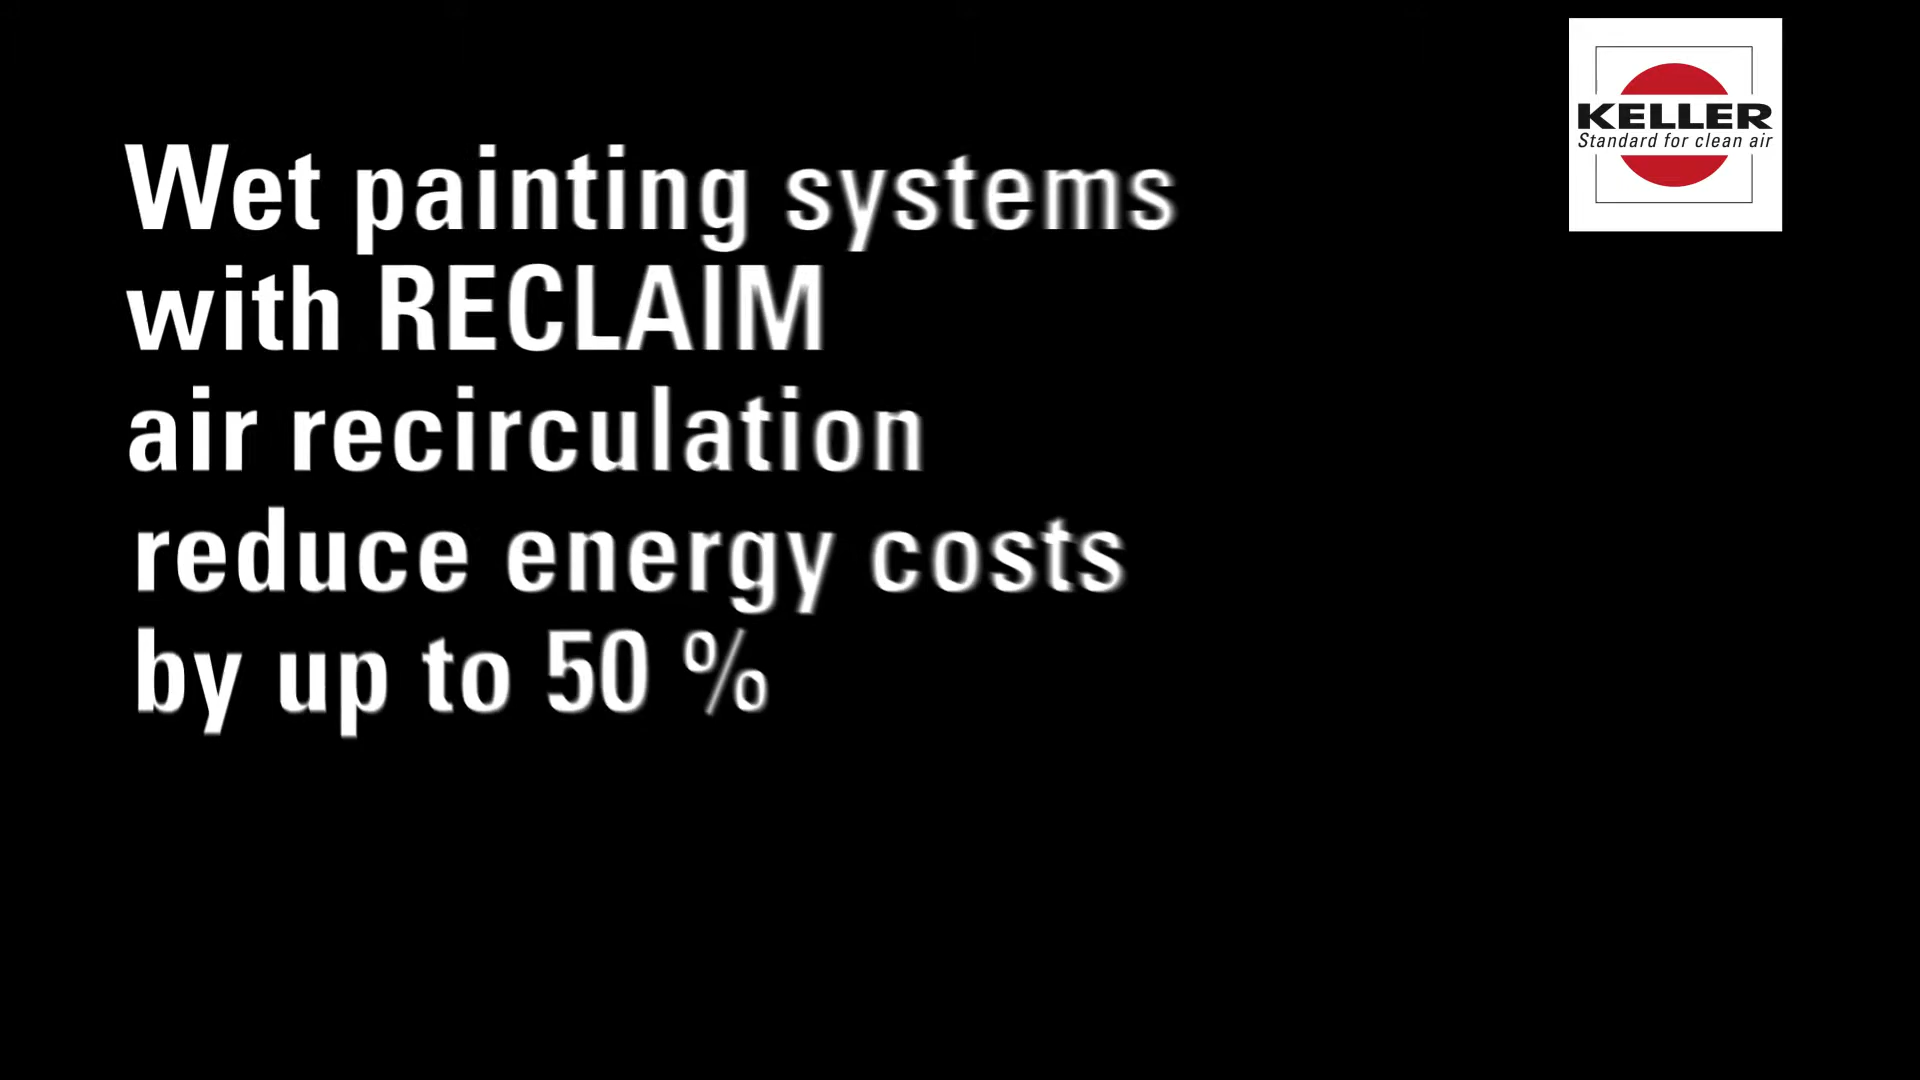 Wet painting systems
with RECLAIM
air recirculation
reduce energy costs
by up to 50 %
KELLER
Standard for clean air